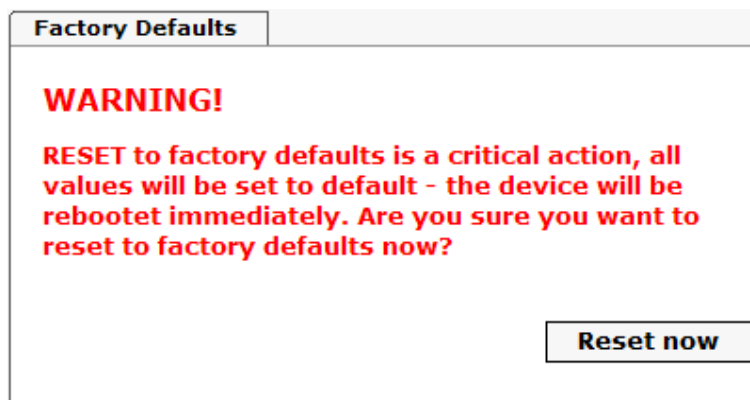 Factory Defaults
WARNING!
RESET to factory defaults is a critical action, all
values will be set to default - the device will be
rebootet immediately. Are you sure you want to
reset to factory defaults now?
Reset now